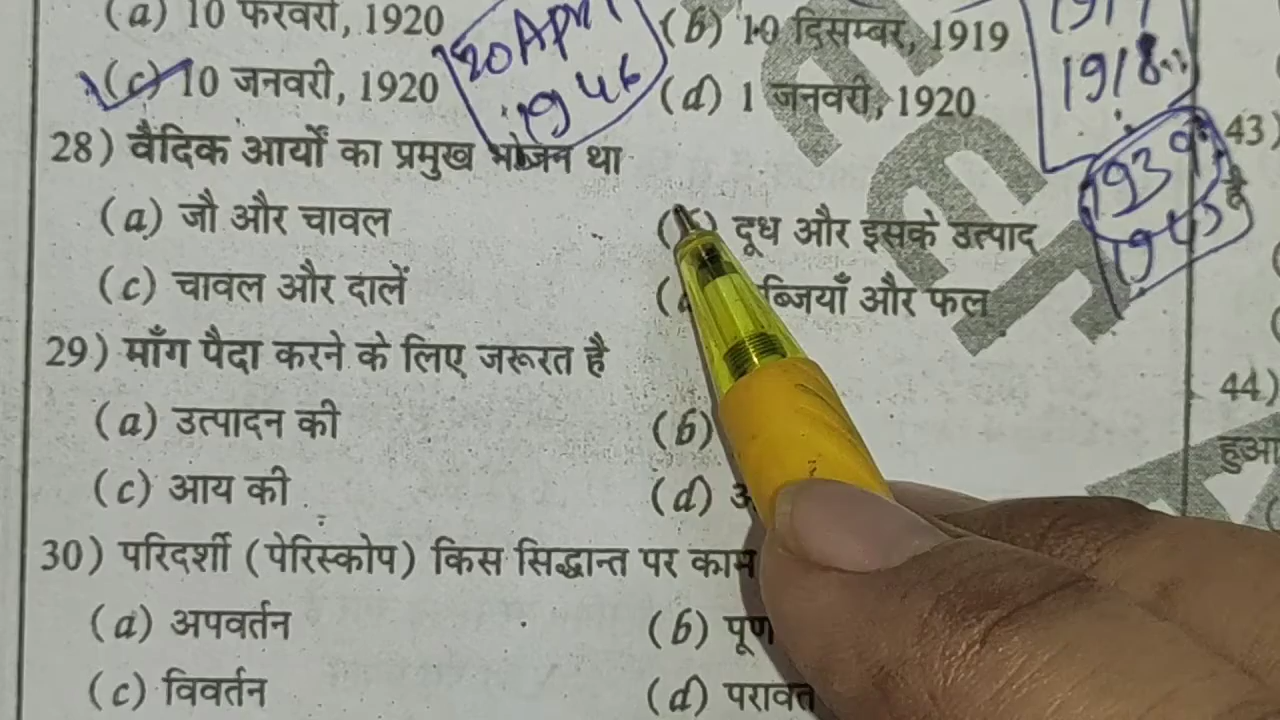 (a) 10 फरवरी, 1920
(b) 10 दिसम्बर, 1919
(c) 10 जनवरी, 1920
(d) 1 जनवरी, 1920
20 April
1946
1917
1918
1939
1945
28) वैदिक आर्यों का प्रमुख भोजन था
(a) जौ और चावल
दूध और इसके उत्पाद
(c) चावल और दालें
और फल
29) माँग पैदा करने के लिए जरूरत है
(a) उत्पादन की
(b)
(c) आय की
(d)
30) परिदर्शी (पेरिस्कोप) किस सिद्धान्त पर काम
(a) अपवर्तन
(b)
(c) विवर्तन
(d)
43)
है
44)